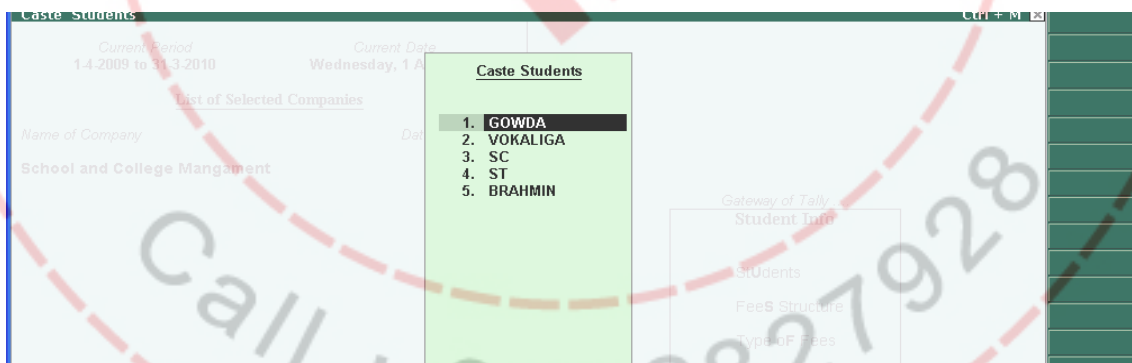 Caste Students
Ctrl + M
Current Period
Current Date
1-4-2009 to 31-3-2010
Wednesday, 1 A
List of Selected Companies
Name of Company
Dat
School and College Mangament
Caste Students
1. GOWDA
2. VOKALIGA
3. SC
4. ST
5. BRAHMIN
Gateway of Tally
Student Info
StUdents
FeeS Structure
Type oF Fees
Call
27928